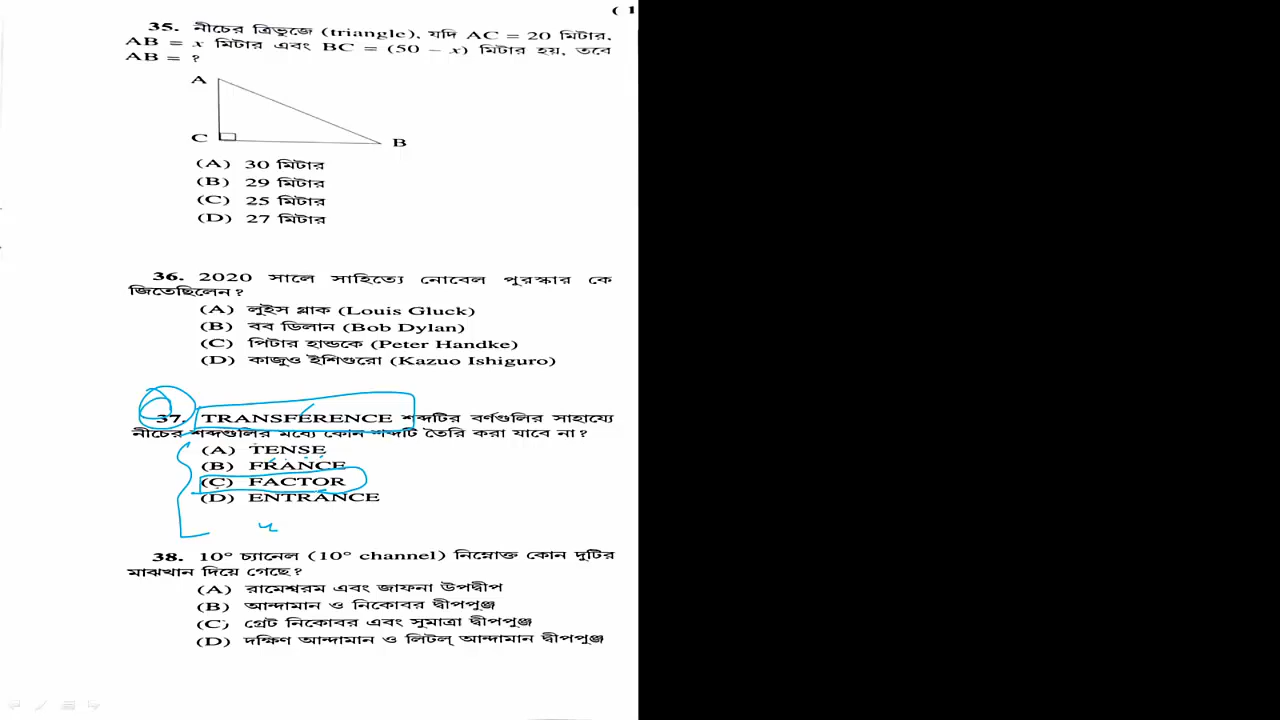 ( 1
35. নীচের ত্রিভুজে (triangle), যদি AC = 20 মিটার,
AB = x মিটার এবং BC = (50 – x) মিটার হয়, তবে
AB = ?
A
C
B
(A) 30 মিটার
(B) 29 মিটার
(C) 25 মিটার
(D) 27 মিটার
36. 2020 সালে সাহিত্যে নোবেল পুরস্কার কে
জিতেছিলেন?
(A) লুইস গ্লাক (Louis Gluck)
(B) বব ডিলান (Bob Dylan)
(C) পিটার হান্ডকে (Peter Handke)
(D) কাজুও ইশিগুরো (Kazuo Ishiguro)
37. TRANSFERENCE শব্দটির বর্ণগুলির সাহায্যে
নীচের শব্দগুলির মধ্যে কোন শব্দটি তৈরি করা যাবে না?
(A) TENSE
(B) FRANCE
(C) FACTOR
(D) ENTRANCE
38. 10° চ্যানেল (10° channel) নিম্নোক্ত কোন দুটির
মাঝখান দিয়ে গেছে?
(A) রামেশ্বরম এবং জাফনা উপদ্বীপ
(B) আন্দামান ও নিকোবর দ্বীপপুঞ্জ
(C) গ্রেট নিকোবর এবং সুমাত্রা দ্বীপপুঞ্জ
(D) দক্ষিণ আন্দামান ও লিটল্ আন্দামান দ্বীপপুঞ্জ